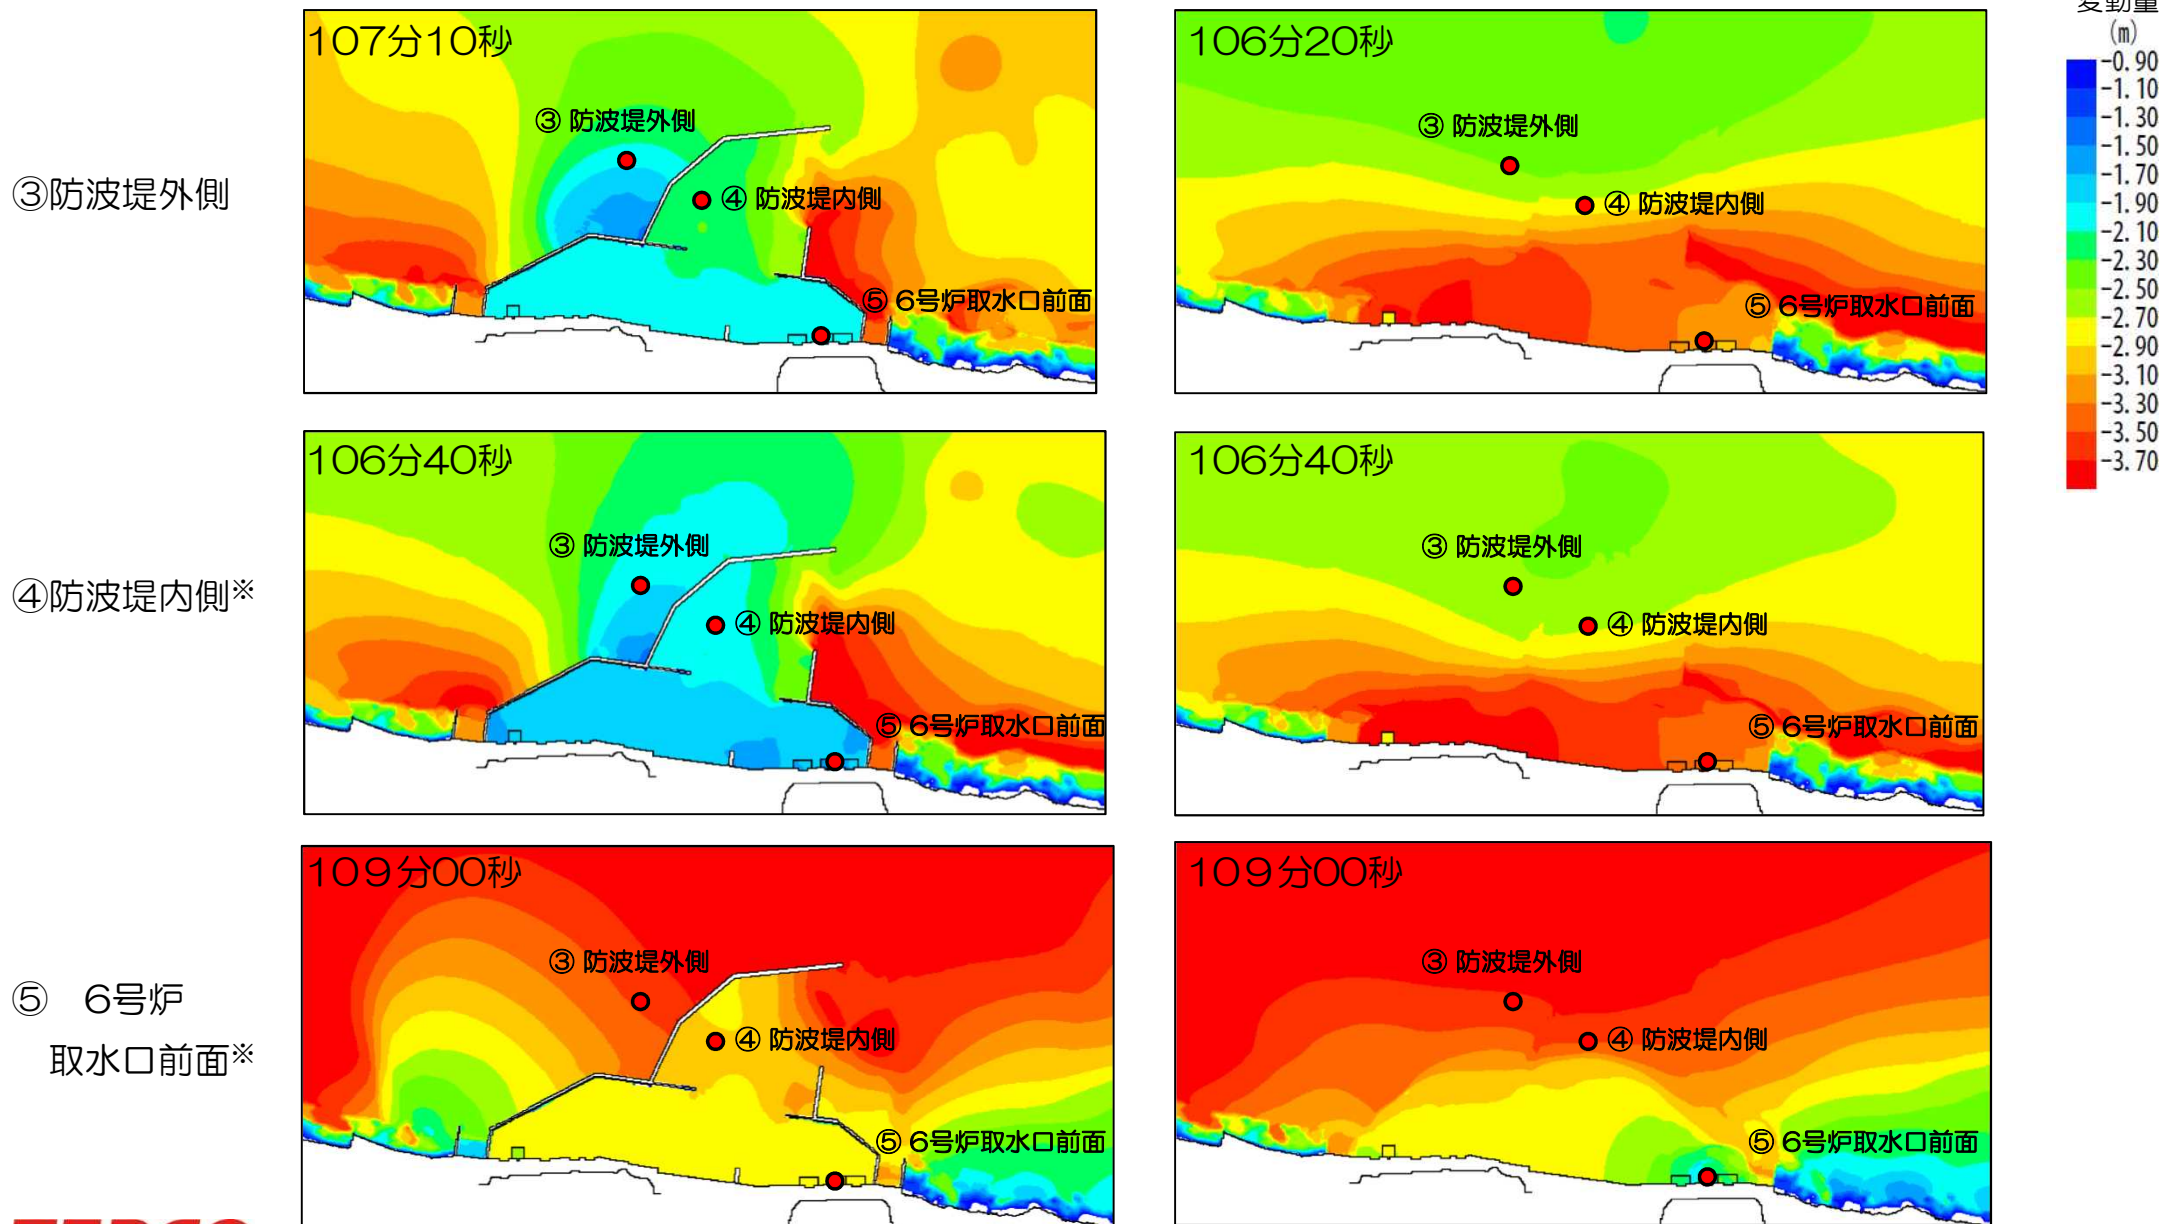 変動量
(m)
-0.90
-1.10
-1.30
-1.50
-1.70
-1.90
-2.10
-2.30
-2.50
-2.70
-2.90
-3.10
-3.30
-3.50
-3.70
③防波堤外側
107分10秒
③ 防波堤外側
④ 防波堤内側
⑤ 6号炉取水口前面
106分20秒
③ 防波堤外側
④ 防波堤内側
⑤ 6号炉取水口前面
④防波堤内側※
106分40秒
③ 防波堤外側
④ 防波堤内側
⑤ 6号炉取水口前面
106分40秒
③ 防波堤外側
④ 防波堤内側
⑤ 6号炉取水口前面
⑤ 6号炉
取水口前面※
109分00秒
③ 防波堤外側
④ 防波堤内側
⑤ 6号炉取水口前面
109分00秒
③ 防波堤外側
④ 防波堤内側
⑤ 6号炉取水口前面
TEPCO